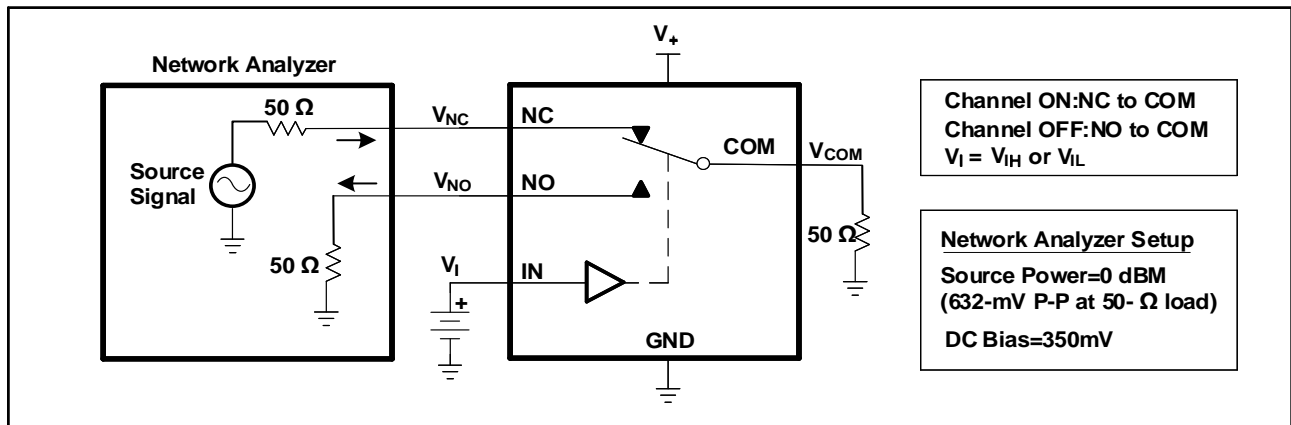 V+
Network Analyzer
50 Ω
VNC
NC
COM
VCOM
Source
Signal
VNO
NO
50 Ω
50 Ω
VI
IN
+
GND
Channel ON:NC to COM
Channel OFF:NO to COM
VI = VIH or VIL
Network Analyzer Setup
Source Power=0 dBM
(632-mV P-P at 50- Ω load)
DC Bias=350mV